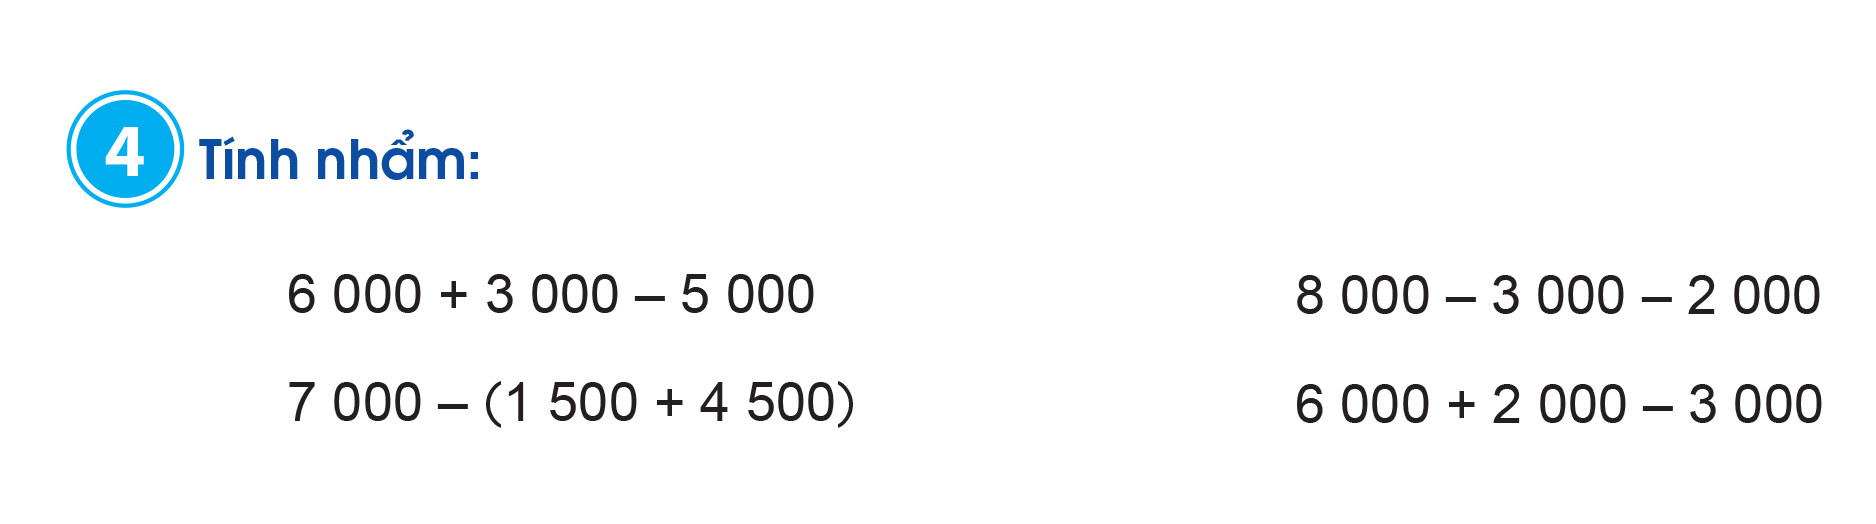 4 Tính nhẩm:
6 000 + 3 000 – 5 000
8 000 – 3 000 – 2 000
7 000 – (1 500 + 4 500)
6 000 + 2 000 – 3 000